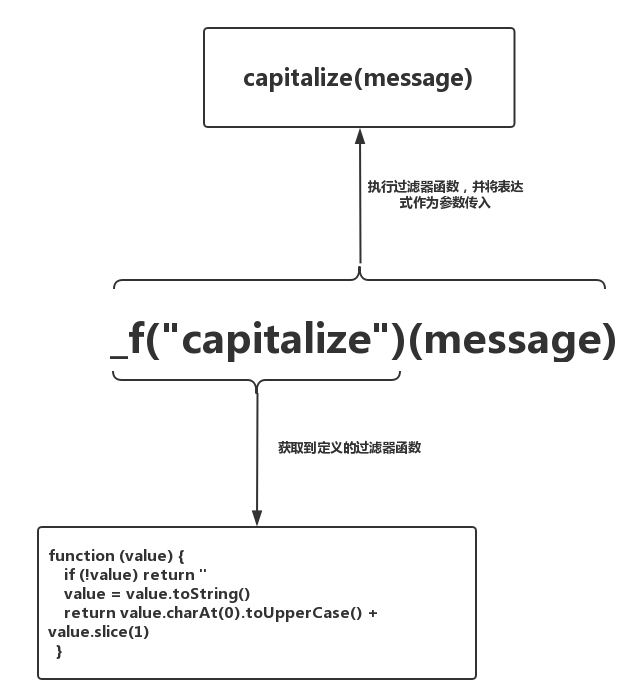 capitalize(message)
执行过滤器函数，并将表达
式作为参数传入
_f("capitalize")(message)
获取到定义的过滤器函数
function (value) {
if (!value) return ''
value = value.toString()
return value.charAt(0).toUpperCase() +
value.slice(1)
}